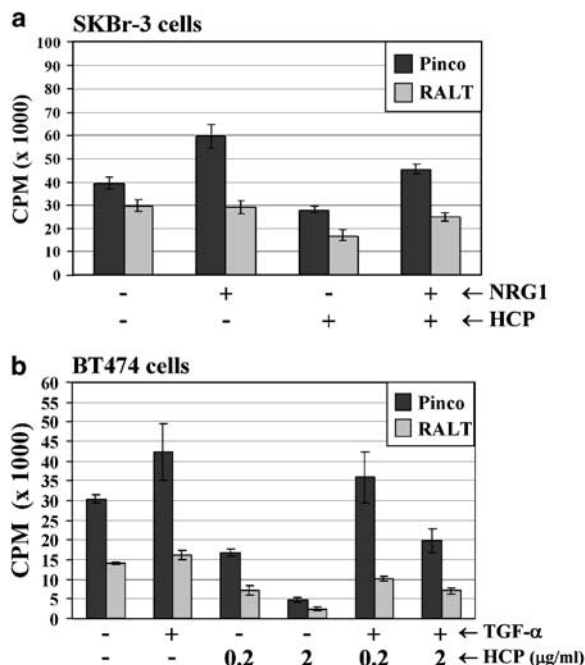 a SKBr-3 cells
100
90
80
70
60
50
40
30
20
10
0
CPM (x 1000)
Pinco
RALT
- + - + ← NRG1
- - + + ← HCP
b BT474 cells
60
55
50
45
40
35
30
25
20
15
10
5
0
CPM (x 1000)
Pinco
RALT
- + - - + + ← TGF-α
- - 0.2 2 0.2 2 ← HCP (μg/ml)